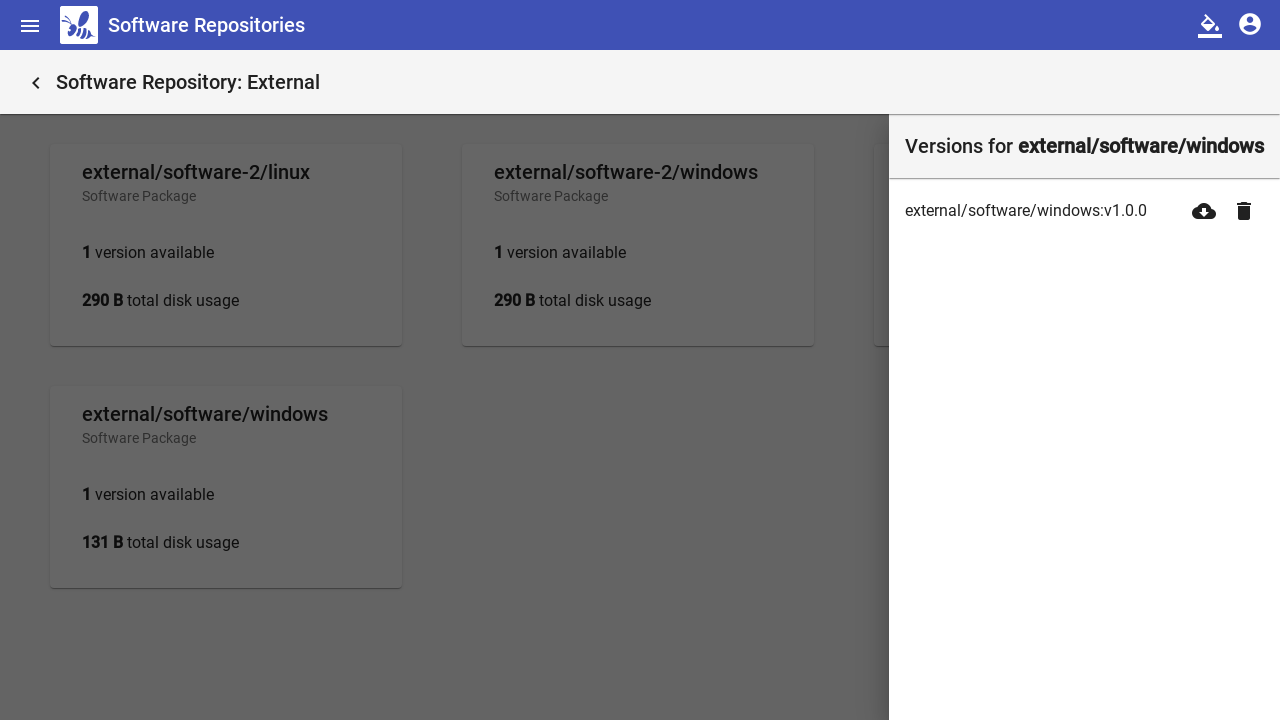 Software Repositories
Software Repository: External
external/software-2/linux
Software Package
1 version available
290 B total disk usage
external/software-2/windows
Software Package
1 version available
290 B total disk usage
external/software/windows
Software Package
1 version available
131 B total disk usage
Versions for external/software/windows
external/software/windows:v1.0.0